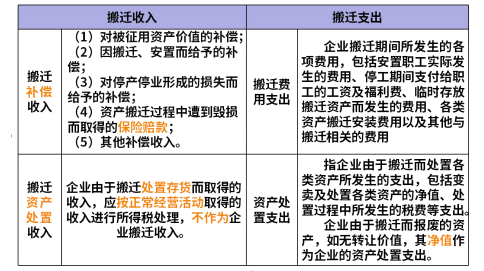 搬迁收入
搬迁支出
搬迁
补偿
收入
（1）对被征用资产价值的补偿；
（2）因搬迁、安置而给予的补
偿；
（3）对停产停业形成的损失而
给予的补偿；
（4）资产搬迁过程中遭到毁损
而取得的保险赔款；
（5）其他补偿收入。
搬迁费
用支出
企业搬迁期间所发生的各
项费用，包括安置职工实际发
生的费用、停工期间支付给职
工的工资及福利费、临时存放
搬迁资产而发生的费用、各类
资产搬迁安装费用以及其他与
搬迁相关的费用
搬迁
资产
处置
收入
企业由于搬迁处置存货而取得的
收入，应按正常经营活动取得的
收入进行所得税处理，不作为企
业搬迁收入。
资产处
置支出
指企业由于搬迁而处置各
类资产所发生的支出，包括变
卖及处置各类资产的净值、处
置过程中所发生的税费等支出。
企业由于搬迁而报废的资
产，如无转让价值，其净值作
为企业的资产处置支出。